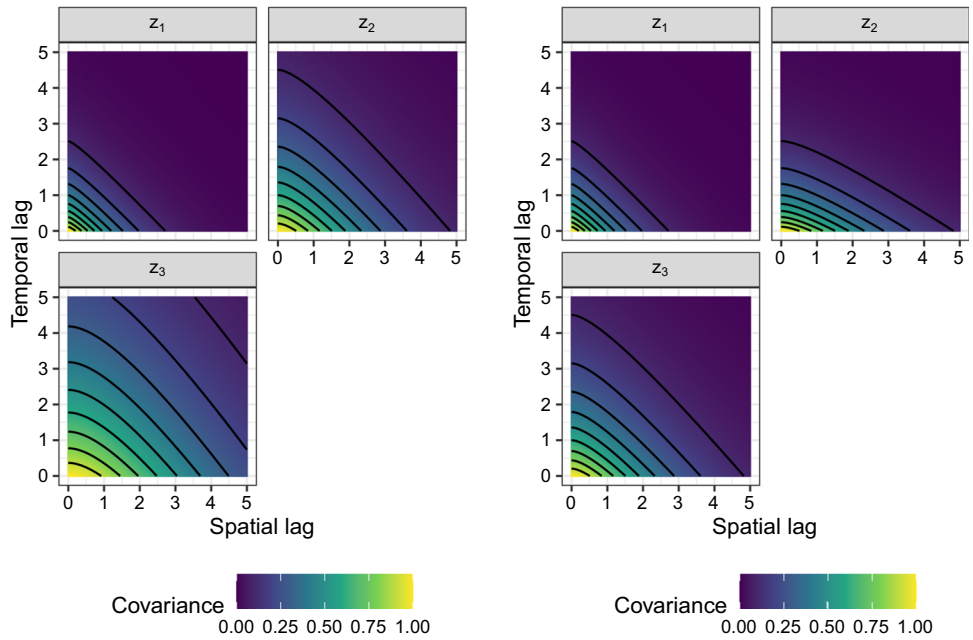 z1 z2 z1 z2
5 5
4 4
3 3
2 2
1 1
0 0
0 1 2 3 4 5 0 1 2 3 4 5
z3 z3
Temporal lag Temporal lag
5 5
4 4
3 3
2 2
1 1
0 0
0 1 2 3 4 5 0 1 2 3 4 5
Spatial lag Spatial lag
Covariance Covariance
0.00 0.25 0.50 0.75 1.00 0.00 0.25 0.50 0.75 1.00